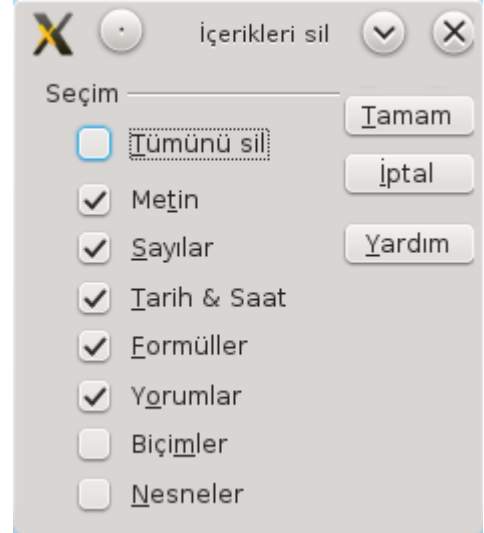 İçerikleri sil
Seçim
Tamam
Tümünü sil
İptal
Metin
Sayılar
Yardım
Tarih & Saat
Formüller
Yorumlar
Biçimler
Nesneler